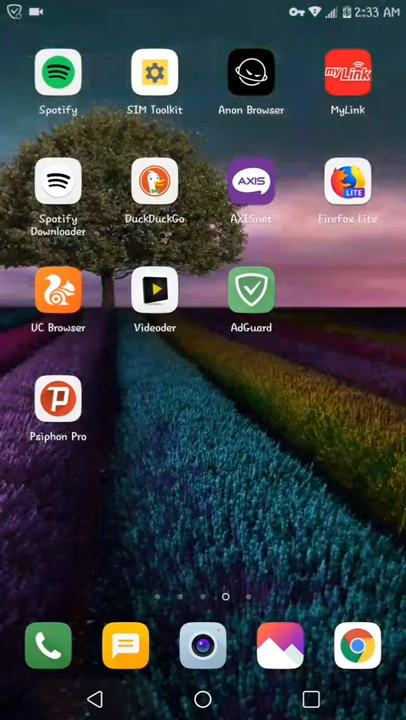 2:33 AM
Spotify
SIM Toolkit
Anon Browser
myLink
MyLink
Spotify Downloader
DuckDuckGo
AXIS
AXISnet
LITE
Firefox Lite
UC Browser
Videoder
AdGuard
Psiphon Pro